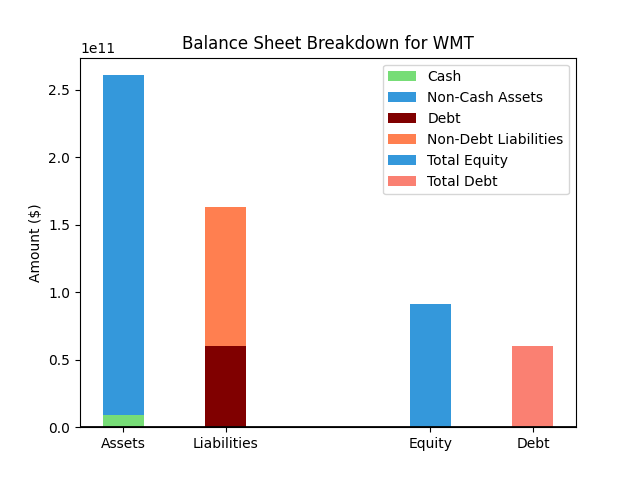 Balance Sheet Breakdown for WMT
1e11
2.5
2.0
1.5
1.0
0.5
0.0
Amount ($)
Cash
Non-Cash Assets
Debt
Non-Debt Liabilities
Total Equity
Total Debt
Assets
Liabilities
Equity
Debt